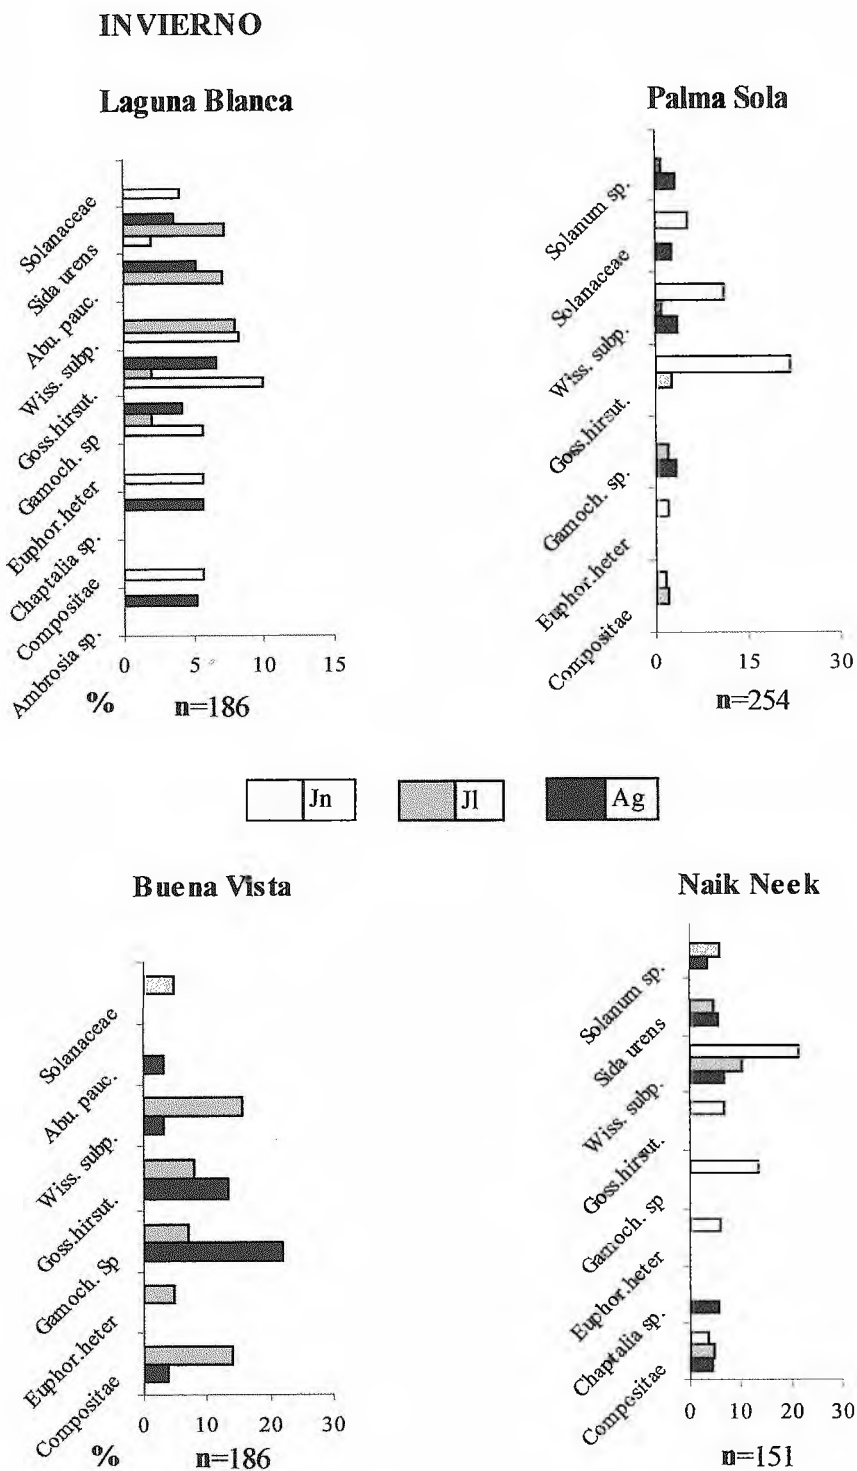 INVIERNO
Laguna Blanca
Solanaceae
Sida urens
Abu. pauc.
Wiss. subp.
Goss.hirsut.
Gamoch. sp
Euphor.heter
Chaptalia sp.
Compositae
Ambrosia sp.
0 5 10 15
% n=186
Palma Sola
Solanum sp.
Solanaceae
Wiss. subp.
Goss.hirsut.
Gamoch. sp.
Euphor.heter
Compositae
0 15 30
n=254
Jn Jl Ag
Buena Vista
Solanaceae
Abu. pauc.
Wiss. subp.
Goss.hirsut.
Gamoch. Sp
Euphor.heter
Compositae
0 10 20 30
% n=186
Naik Neek
Solanum sp.
Sida urens
Wiss. subp.
Goss.hirsut.
Gamoch. sp
Euphor.heter
Chaptalia sp.
Compositae
0 10 20 30
n=151